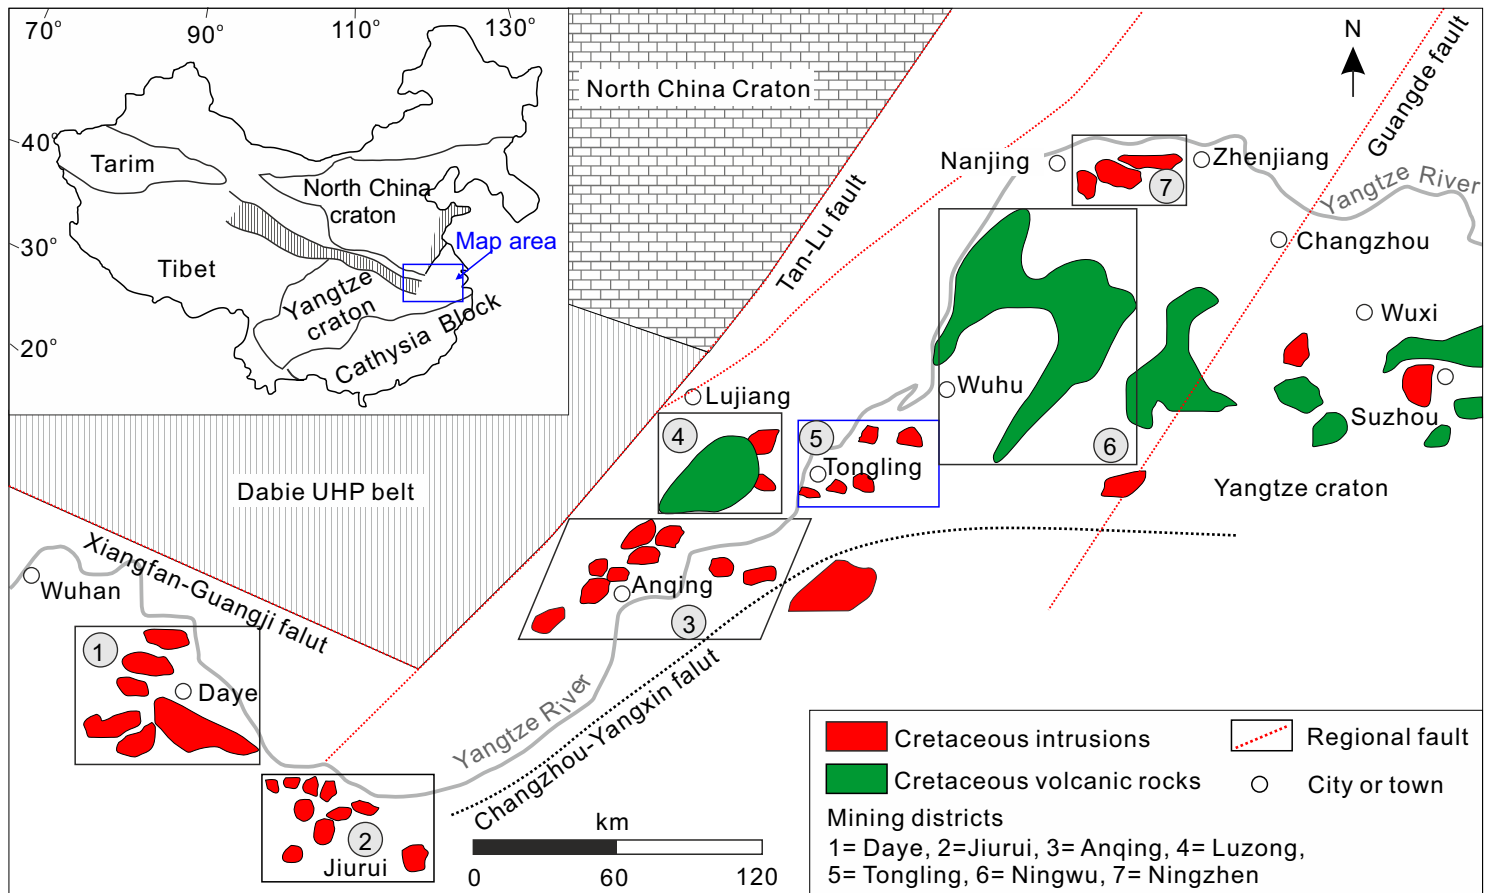 70°
90°
110°
130°
40°
30°
20°
Tarim
North China
craton
Tibet
Map area
Yangtze
craton
Cathysia Block
North China Craton
Tan-Lu fault
Guangde fault
N
Nanjing
Zhenjiang
7
Yangtze River
Changzhou
Wuxi
Lujiang
Wuhu
Suzhou
4
5
6
Tongling
Yangtze craton
Dabie UHP belt
Xiangfan-Guangji falut
Wuhan
Anqing
3
1
Daye
Yangtze River
Changzhou-Yangxin falut
2
Jiurui
km
0
60
120
Cretaceous intrusions
Regional fault
Cretaceous volcanic rocks
City or town
Mining districts
1= Daye, 2=Jiurui, 3= Anqing, 4= Luzong,
5= Tongling, 6= Ningwu, 7= Ningzhen